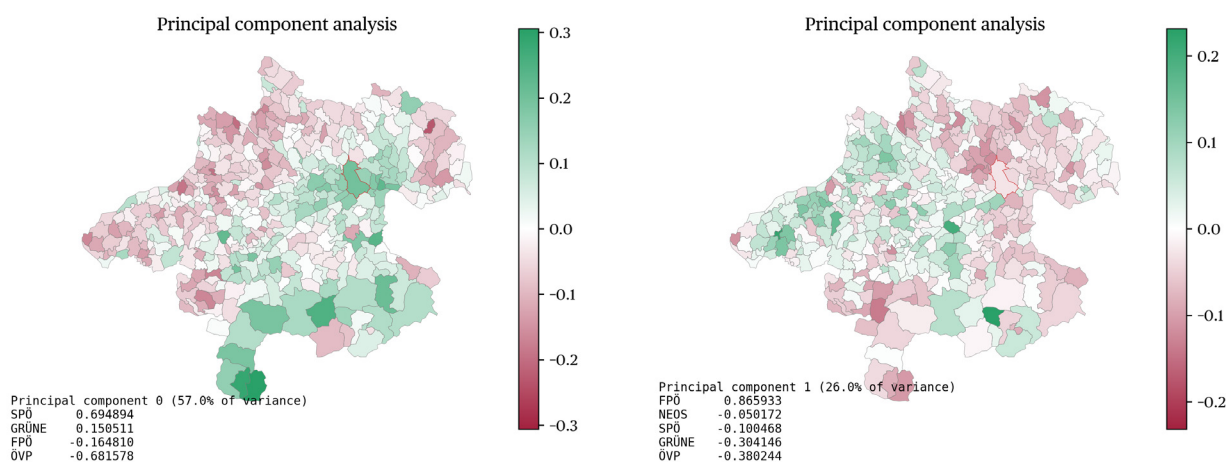 Principal component analysis
0.3
0.2
0.1
0.0
−0.1
−0.2
−0.3
Principal component 0 (57.0% of variance)
SPÖ 0.694894
GRÜNE 0.150511
FPÖ -0.164810
ÖVP -0.681578
Principal component analysis
0.2
0.1
0.0
−0.1
−0.2
Principal component 1 (26.0% of variance)
FPÖ 0.865933
NEOS -0.050172
SPÖ -0.100468
GRÜNE -0.304146
ÖVP -0.380244